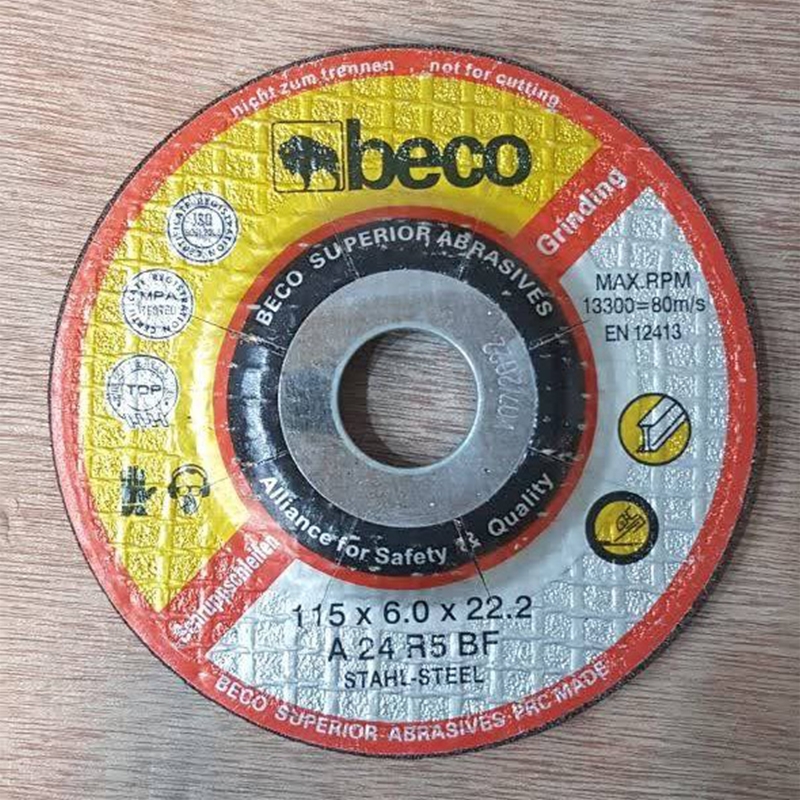 nicht zum trennen not for cutting
beco
Grinding
BECO SUPERIOR ABRASIVES
MAX.RPM
13300=80m/s
EN 12413
ISO
MPA
TESTED
TOP
01/2022
Alliance for Safety & Quality
Schruppschleifen
115 x 6.0 x 22.2
A 24 R5 BF
STAHL-STEEL
BECO SUPERIOR ABRASIVES-PRC MADE